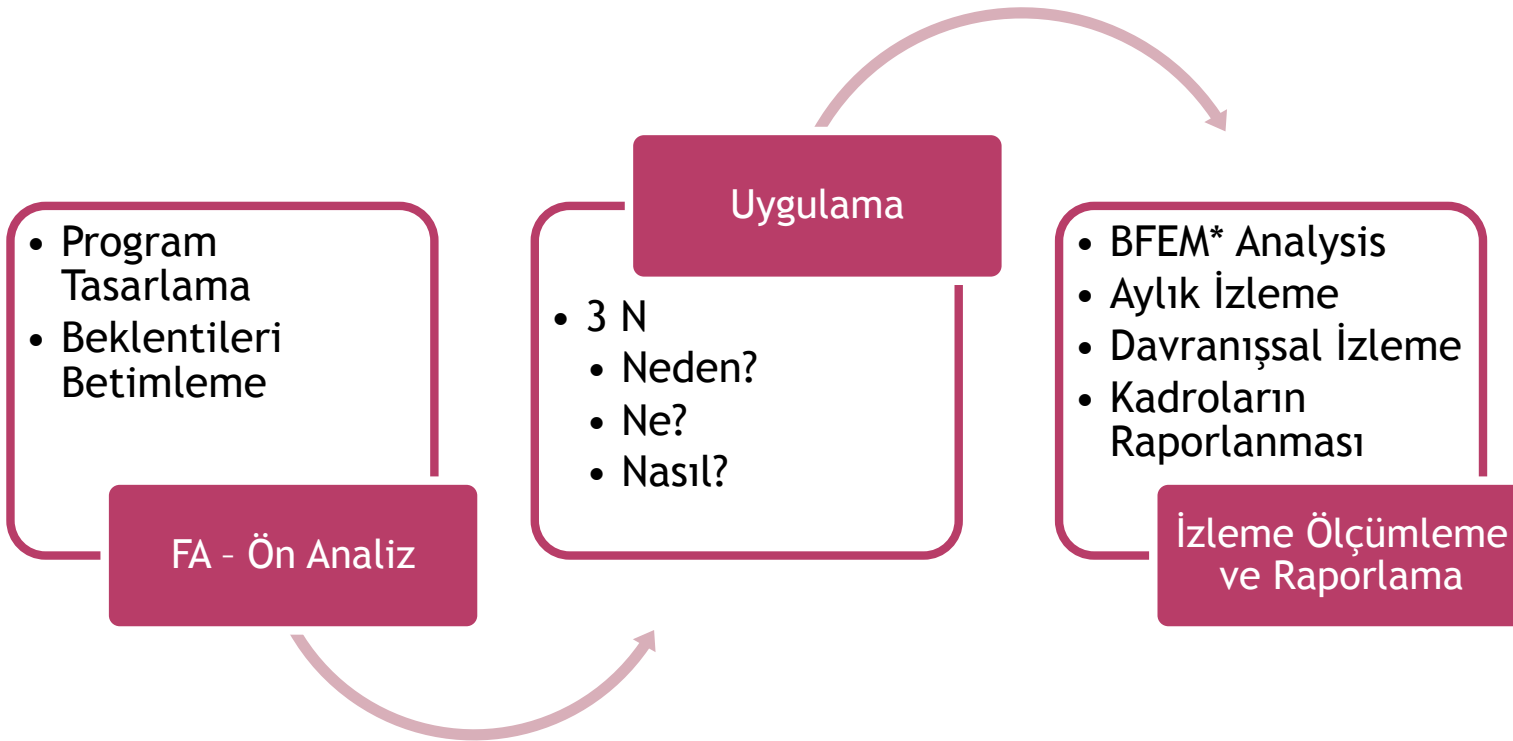 • Program
Tasarlama
• Beklentileri
Betimleme
FA – Ön Analiz
Uygulama
• 3 N
• Neden?
• Ne?
• Nasıl?
• BFEM* Analysis
• Aylık İzleme
• Davranışsal İzleme
• Kadroların
Raporlanması
İzleme Ölçümleme
ve Raporlama